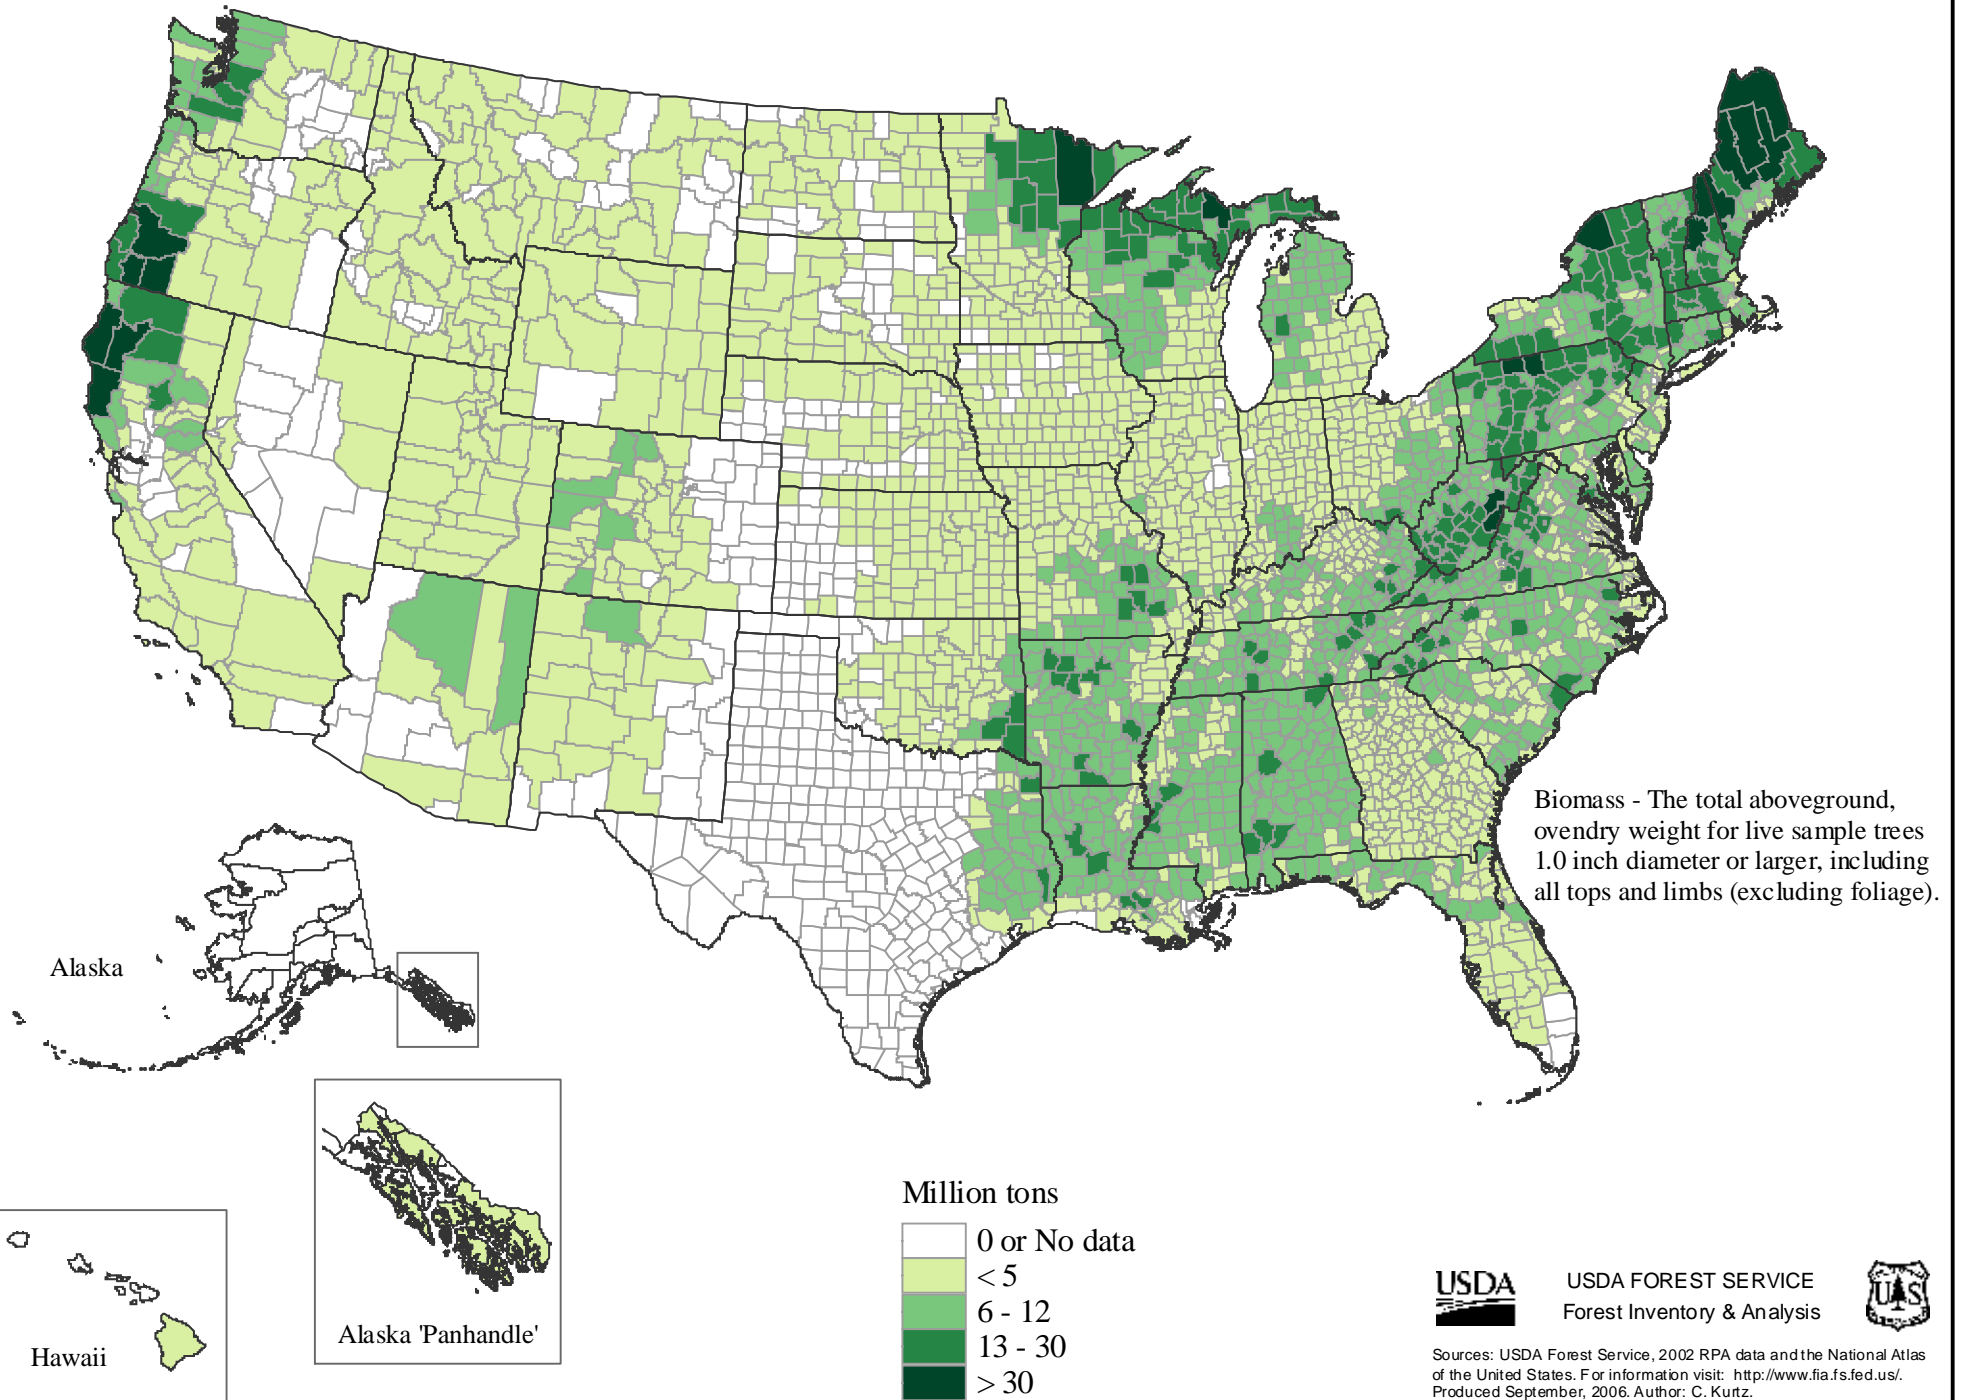 Biomass - The total aboveground,
ovendry weight for live sample trees
1.0 inch diameter or larger, including
all tops and limbs (excluding foliage).
Alaska
Alaska 'Panhandle'
Hawaii
Million tons
0 or No data
< 5
6 - 12
13 - 30
> 30
USDA
USDA FOREST SERVICE
Forest Inventory & Analysis
U S
Sources: USDA Forest Service, 2002 RPA data and the National Atlas
of the United States. For information visit: http://www.fia.fs.fed.us/.
Produced September, 2006. Author: C. Kurtz.